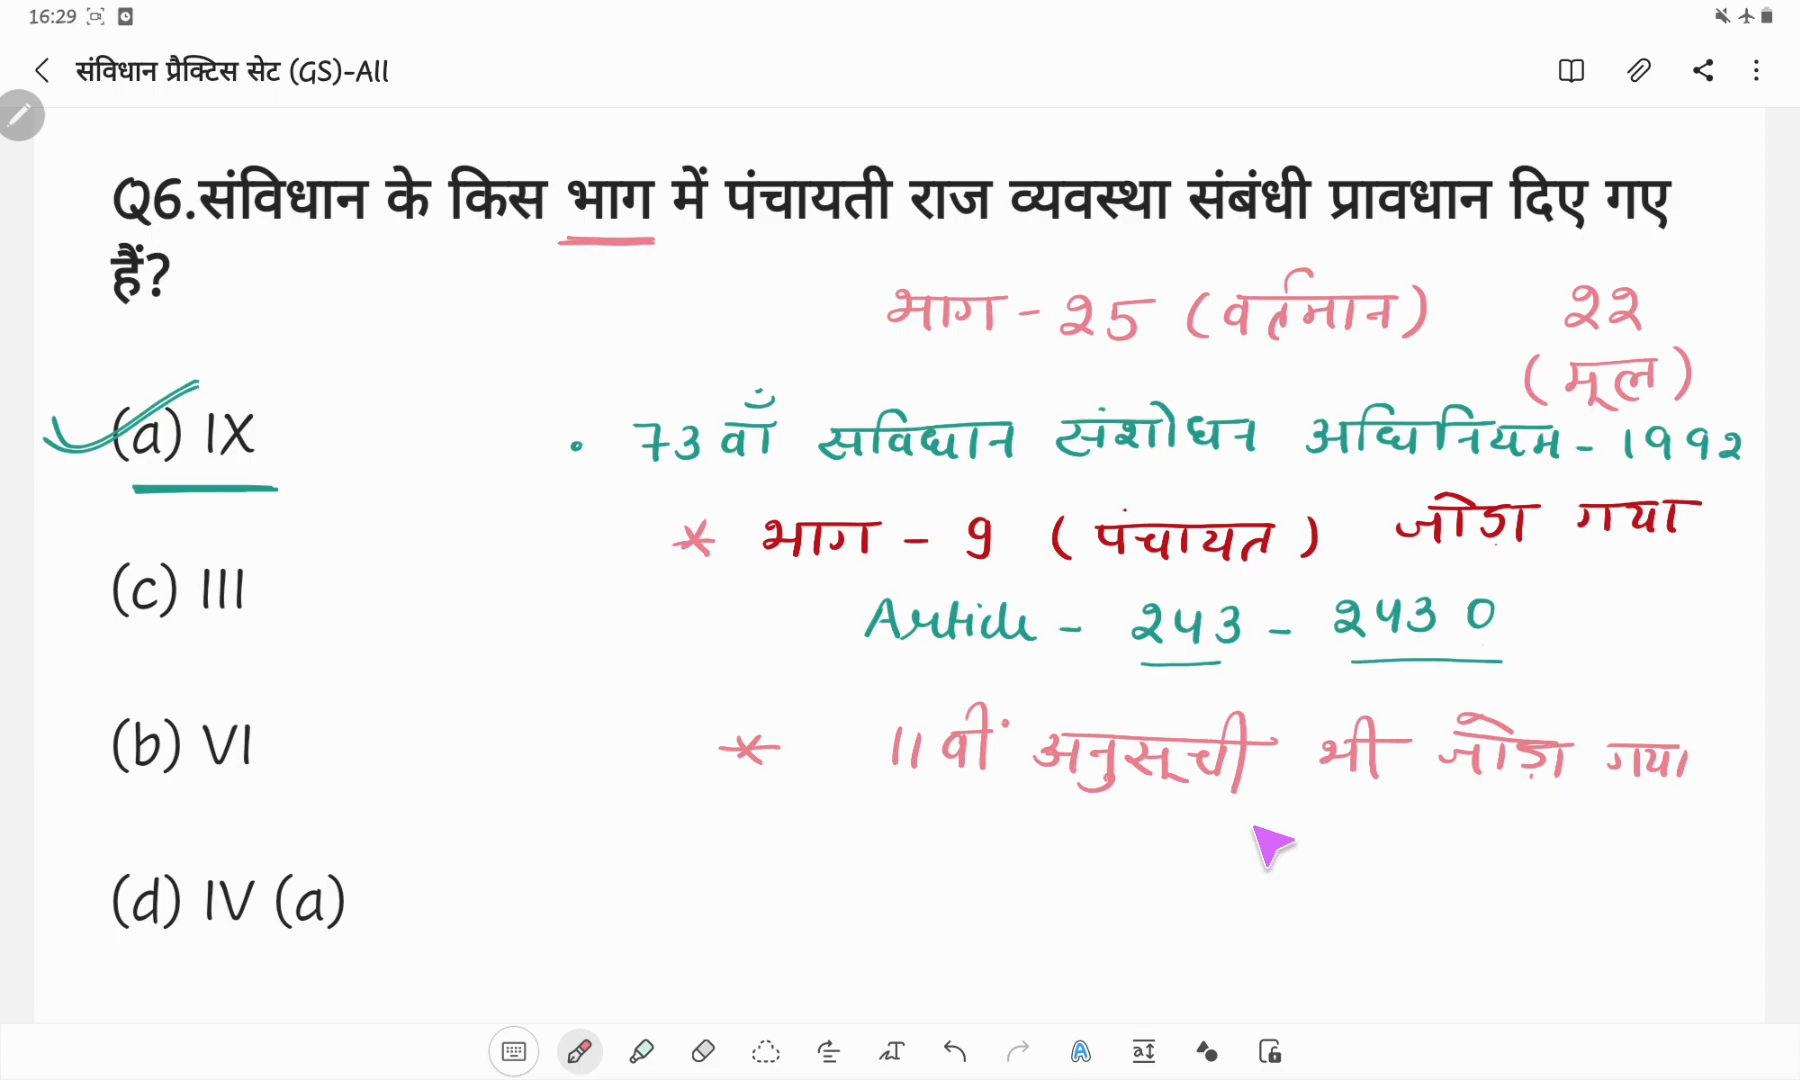 16:29
संविधान प्रैक्टिस सेट (GS)-All
Q6.संविधान के किस भाग में पंचायती राज व्यवस्था संबंधी प्रावधान दिए गए
हैं?
भाग - 25 (वर्तमान) 22
(मूल)
(a) IX
• 73 वाँ सविधान संशोधन अधिनियम - 1992
* भाग - 9 (पंचायत) जोडा गया
(c) III
Article - 243 - 243 O
(b) VI
* 11 वीं अनुसूची भी जोड़ा गया
(d) IV (a)